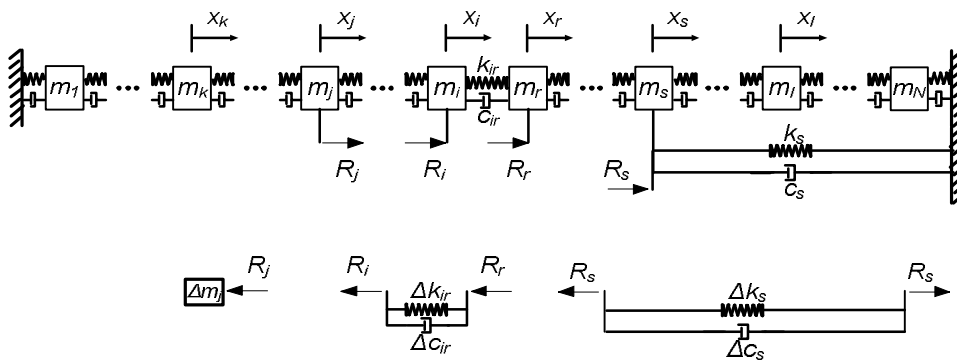 x_k x_j x_i x_r x_s x_l
k_ir
m_1 ... m_k ... m_j ... m_i m_r ... m_s ... m_l ... m_N
c_ir
k_s
R_j R_i R_r R_s
c_s
R_j R_i R_r R_s R_s
Δm_j Δk_ir Δk_s
Δc_ir Δc_s